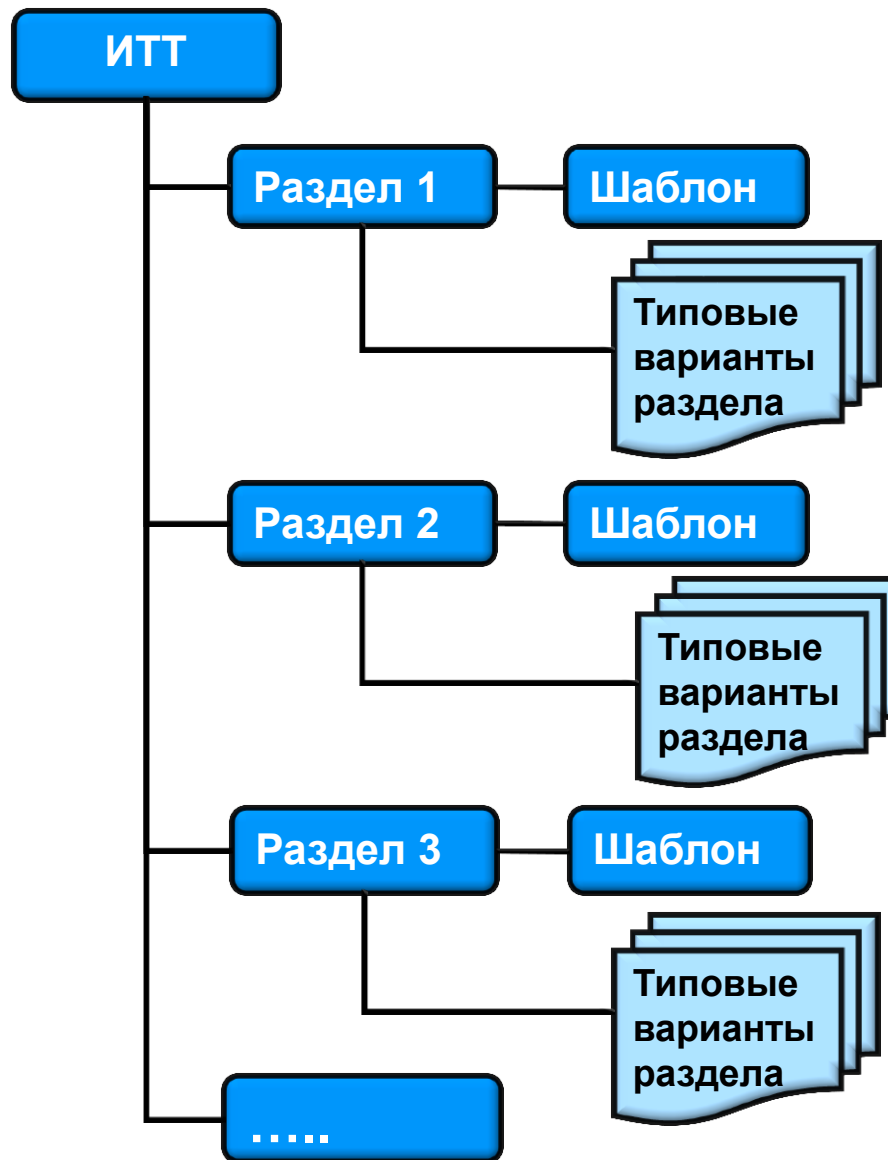 ИТТ
Раздел 1
Шаблон
Типовые
варианты
раздела
Раздел 2
Шаблон
Типовые
варианты
раздела
Раздел 3
Шаблон
Типовые
варианты
раздела
…..